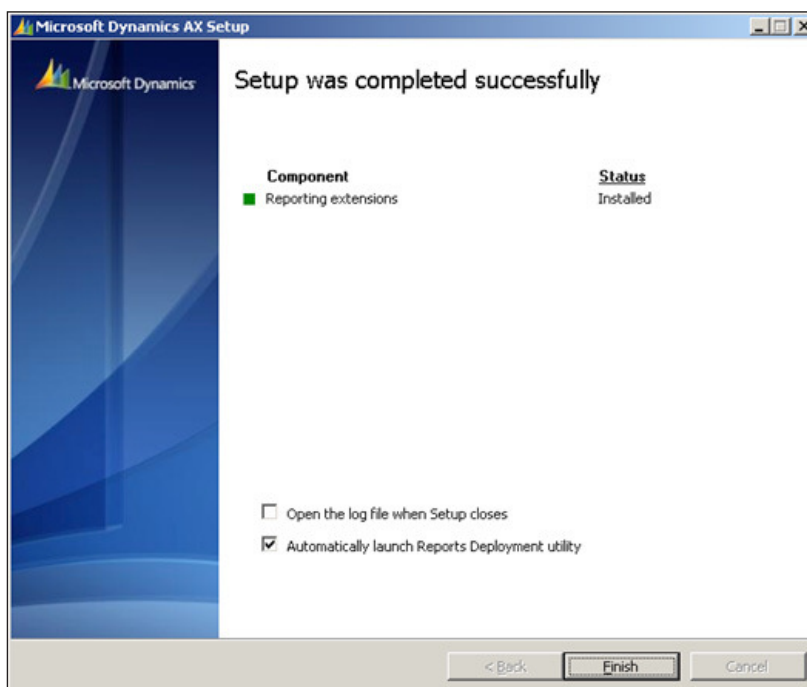 Microsoft Dynamics AX Setup
Microsoft Dynamics
Setup was completed successfully
Component Status
Reporting extensions Installed
Open the log file when Setup closes
Automatically launch Reports Deployment utility
< Back Finish Cancel